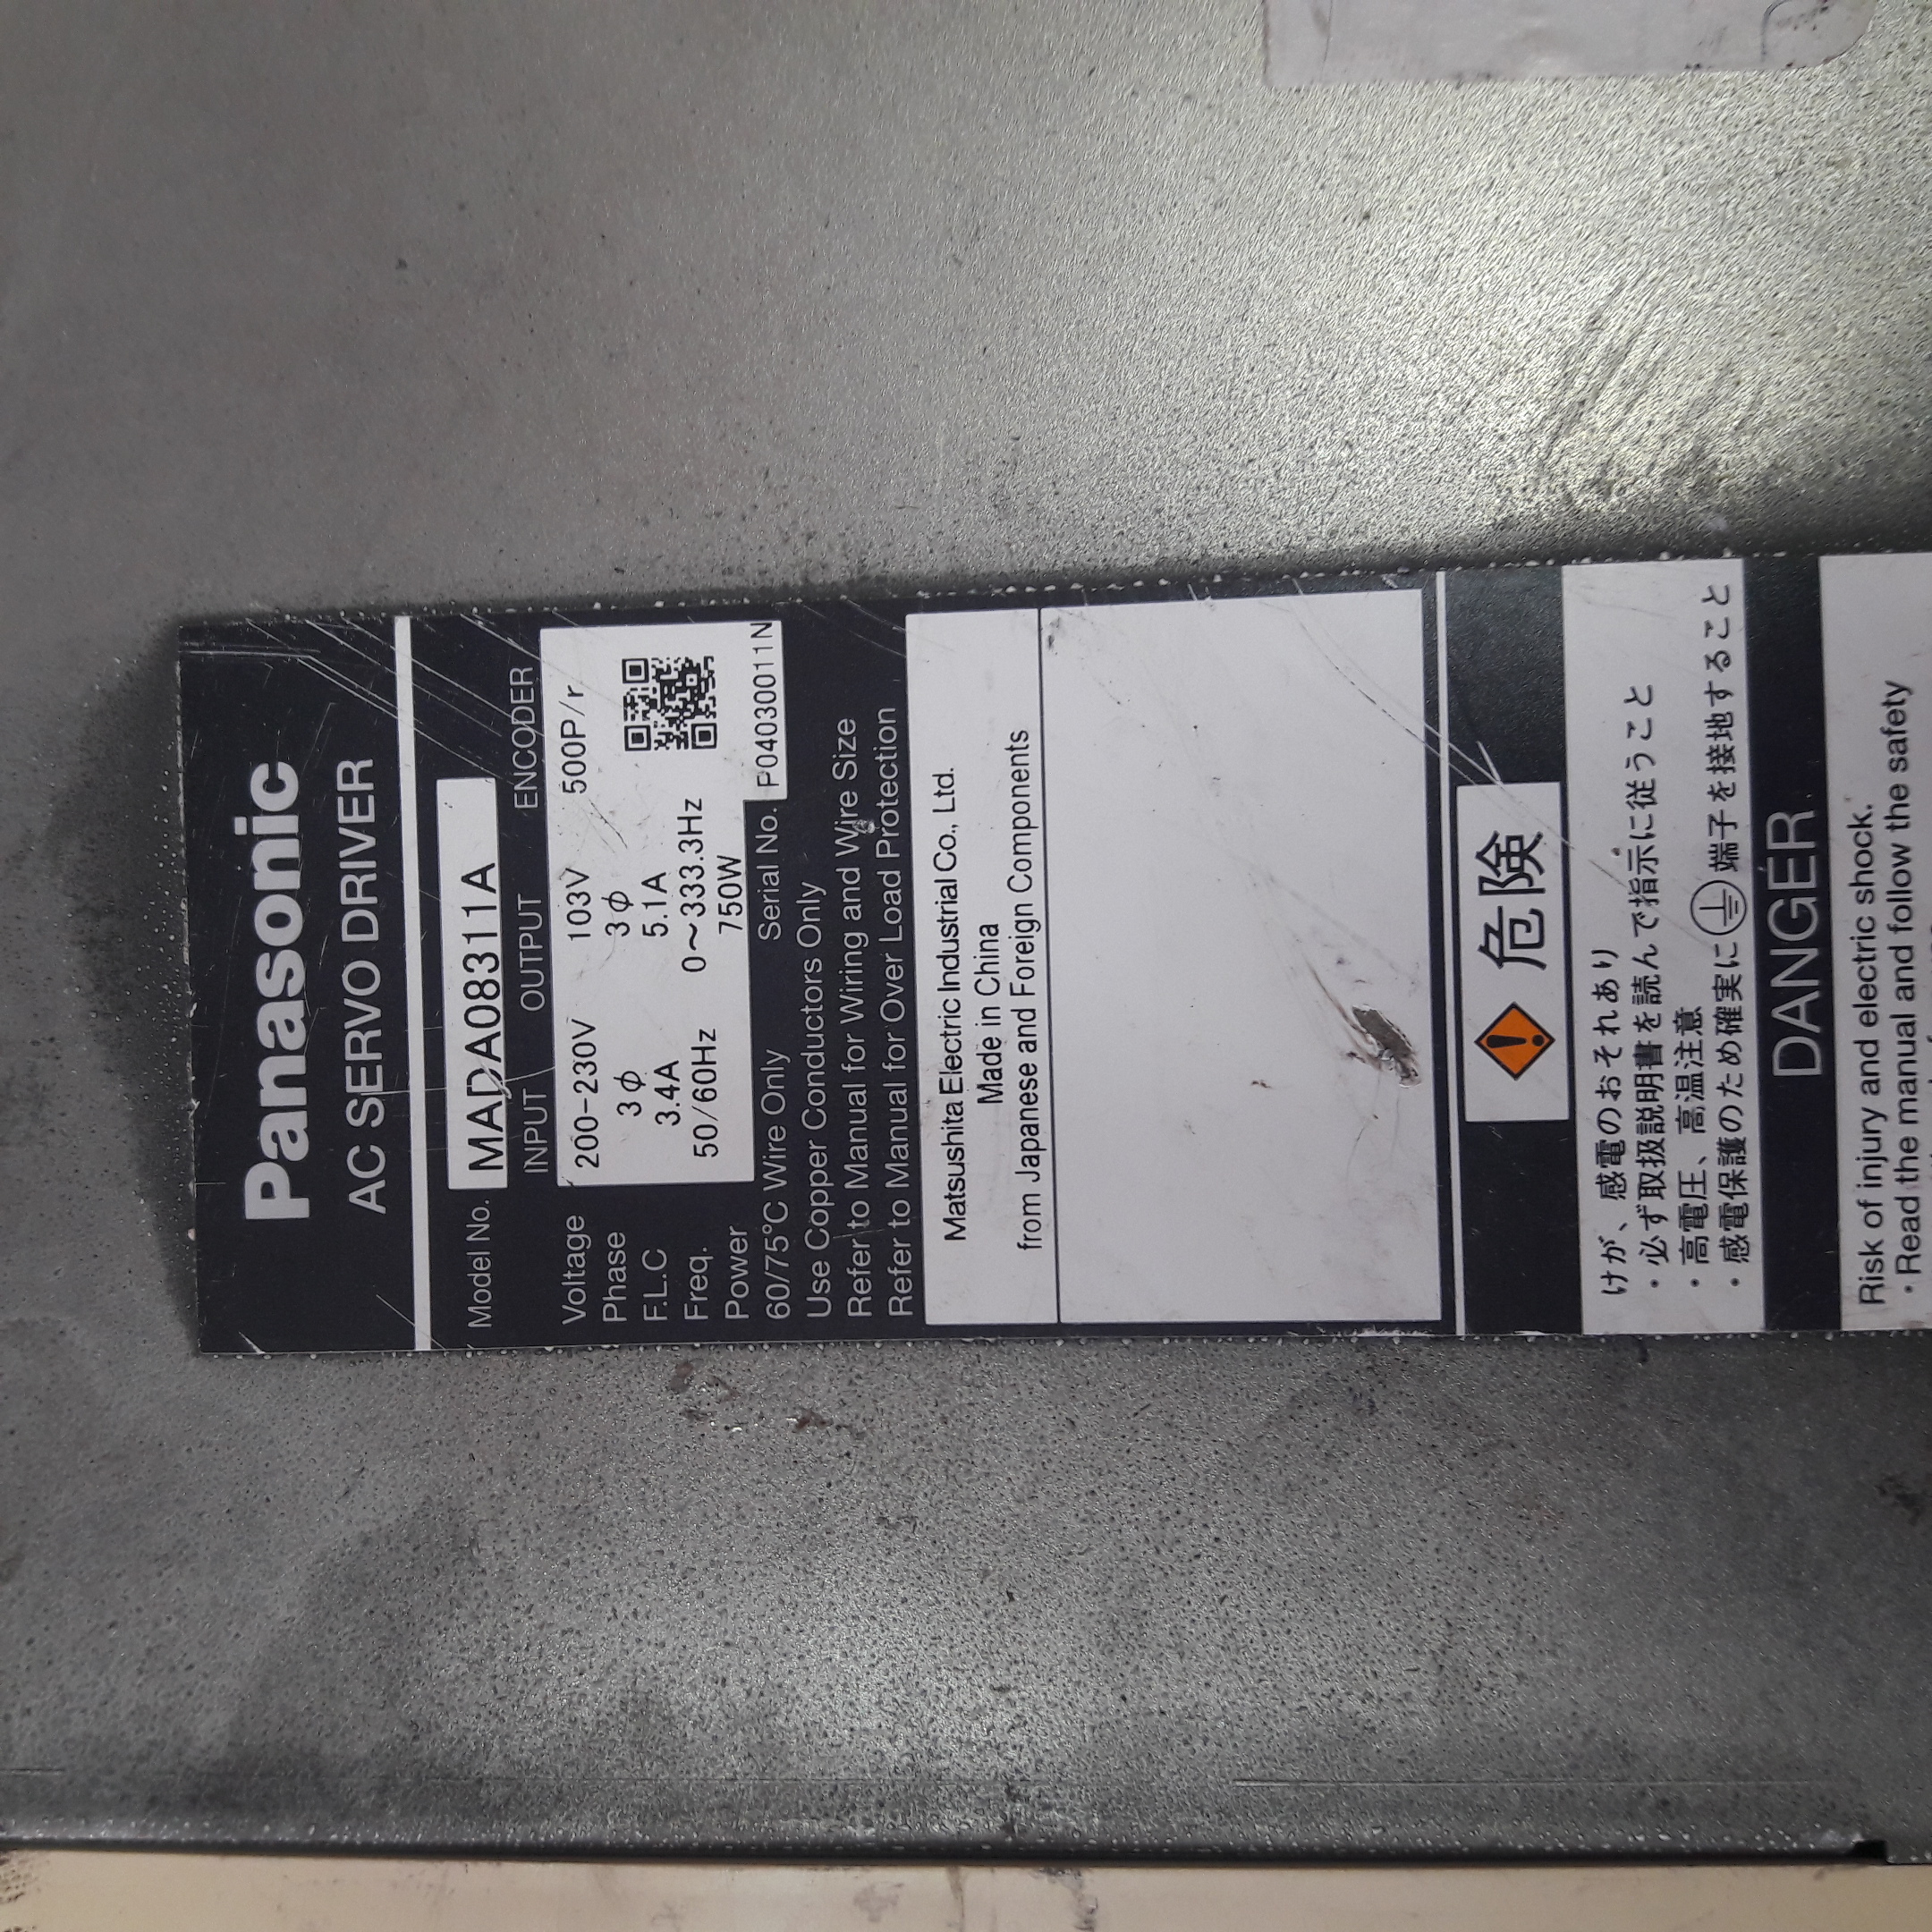 Panasonic
AC SERVO DRIVER
Model No. MADA08311A
INPUT OUTPUT ENCODER
Voltage 200-230V 103V 500P/r
Phase 3ϕ 3ϕ
F.L.C 3.4A 5.1A
Freq. 50/60Hz 0~333.3Hz
Power 750W
60/75°C Wire Only Serial No. P04030011N
Use Copper Conductors Only
Refer to Manual for Wiring and Wire Size
Refer to Manual for Over Load Protection
Matsushita Electric Industrial Co., Ltd.
Made in China
from Japanese and Foreign Components
危険
けが、感電のおそれあり
・必ず取扱説明書を読んで指示に従うこと
・高電圧、高温注意
・感電保護のため確実に⏚端子を接地すること
DANGER
Risk of injury and electric shock.
・Read the manual and follow the safety